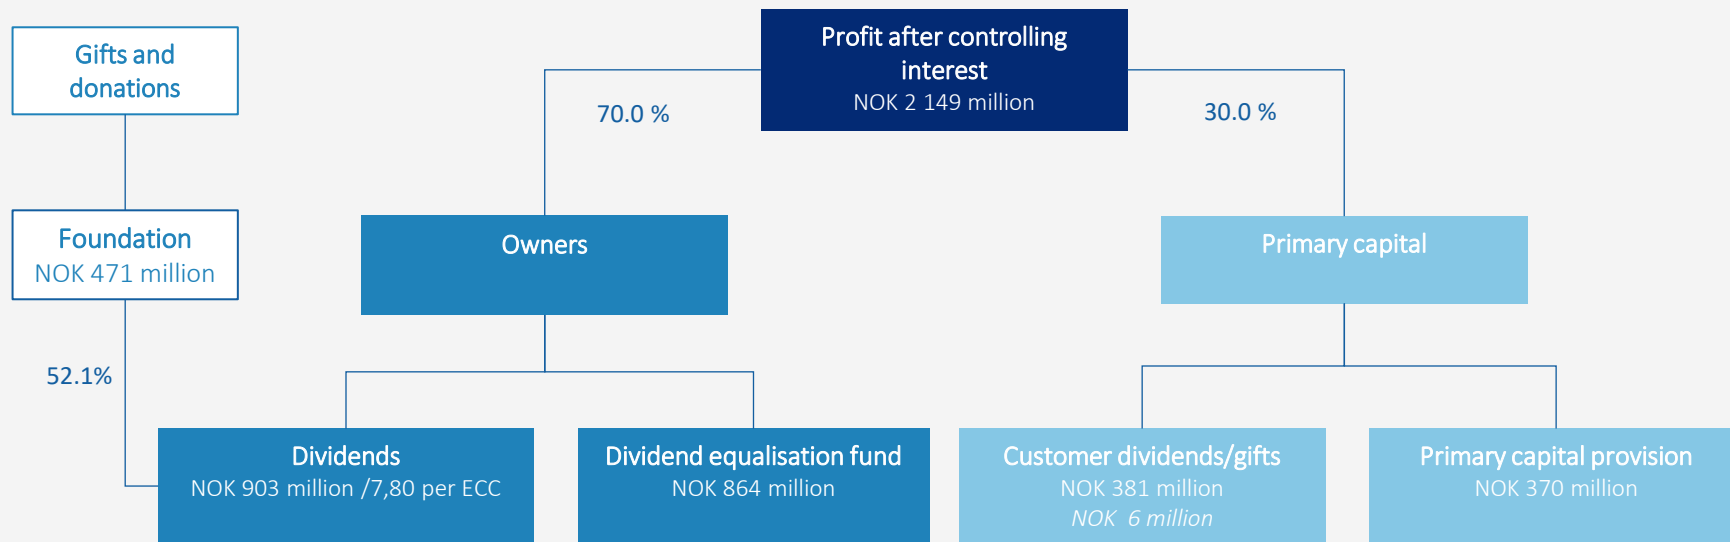 Profit after controlling
interest
NOK 2 149 million
Gifts and
donations
70.0 %
30.0 %
Foundation
NOK 471 million
Owners
Primary capital
52.1%
Dividends
NOK 903 million /7,80 per ECC
Dividend equalisation fund
NOK 864 million
Customer dividends/gifts
NOK 381 million
NOK 6 million
Primary capital provision
NOK 370 million